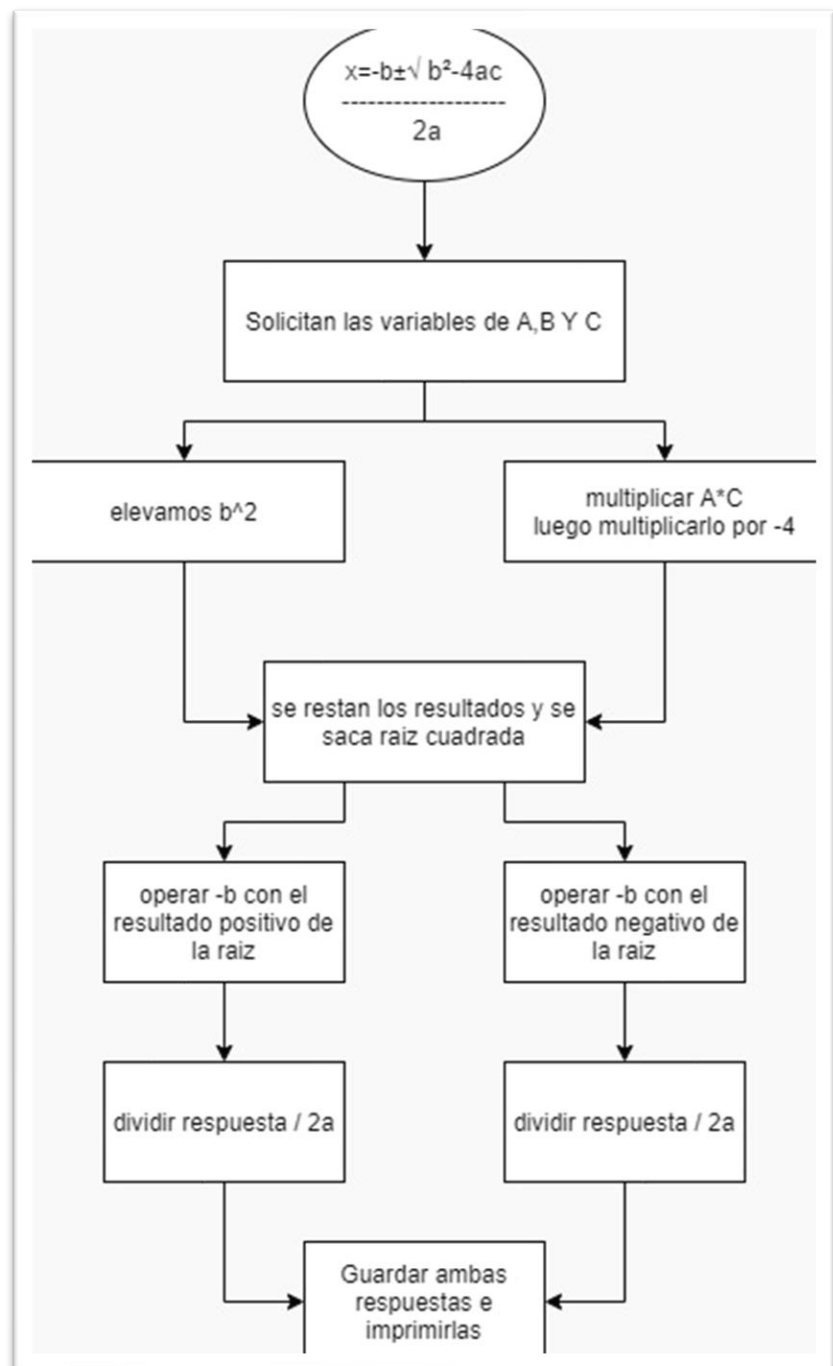 x=-b±√ b²-4ac
-------------------
2a
Solicitan las variables de A,B Y C
elevamos b^2
multiplicar A*C
luego multiplicarlo por -4
se restan los resultados y se
saca raiz cuadrada
operar -b con el
resultado positivo de
la raiz
operar -b con el
resultado negativo de
la raiz
dividir respuesta / 2a
dividir respuesta / 2a
Guardar ambas
respuestas e
imprimirlas